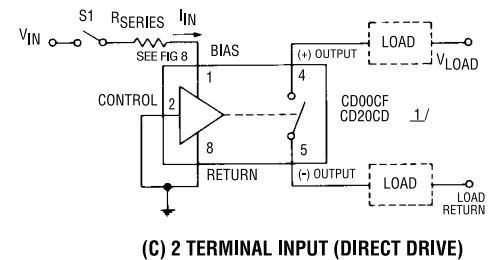 S1
RSERIES
IIN
VIN
BIAS
SEE FIG 8
(+) OUTPUT
LOAD
VLOAD
1
4
CONTROL
2
CD00CF
CD20CD 1/
8
5
RETURN
(-) OUTPUT
LOAD
LOAD
RETURN
(C) 2 TERMINAL INPUT (DIRECT DRIVE)